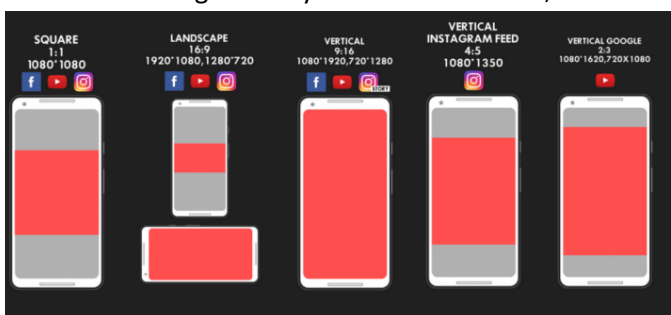 SQUARE
1:1
1080*1080
LANDSCAPE
16:9
1920*1080,1280*720
VERTICAL
9:16
1080*1920,720*1280
STORY
VERTICAL
INSTAGRAM FEED
4:5
1080*1350
VERTICAL GOOGLE
2:3
1080*1620,720X1080